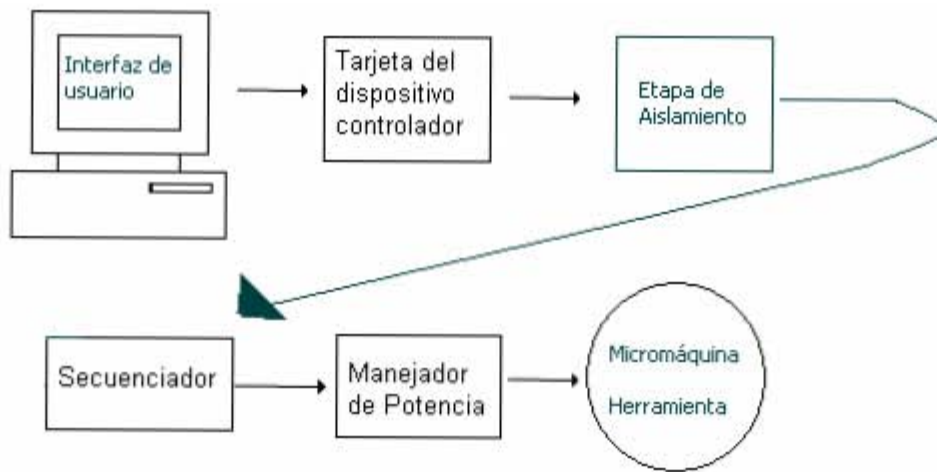 Interfaz de
usuario
Tarjeta del
dispositivo
controlador
Etapa de
Aislamiento
Secuenciador
Manejador
de Potencia
Micromáquina
Herramienta